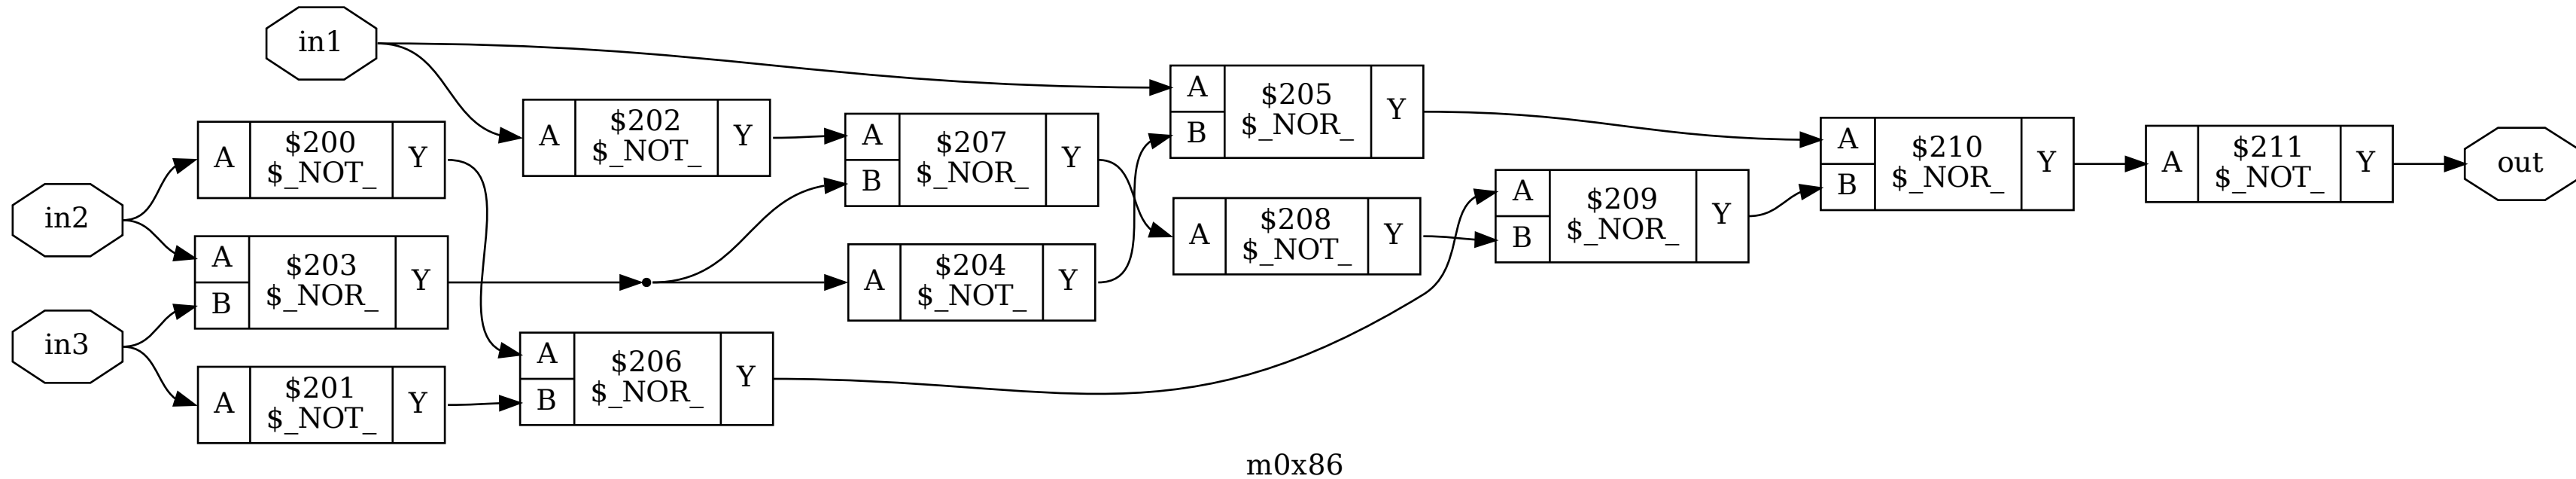 in1
in2
in3
A $200 $_NOT_ Y
A B $203 $_NOR_ Y
A $201 $_NOT_ Y
A $202 $_NOT_ Y
A B $206 $_NOR_ Y
A B $207 $_NOR_ Y
A $204 $_NOT_ Y
A B $205 $_NOR_ Y
A $208 $_NOT_ Y
A B $209 $_NOR_ Y
A B $210 $_NOR_ Y
A $211 $_NOT_ Y
out
m0x86